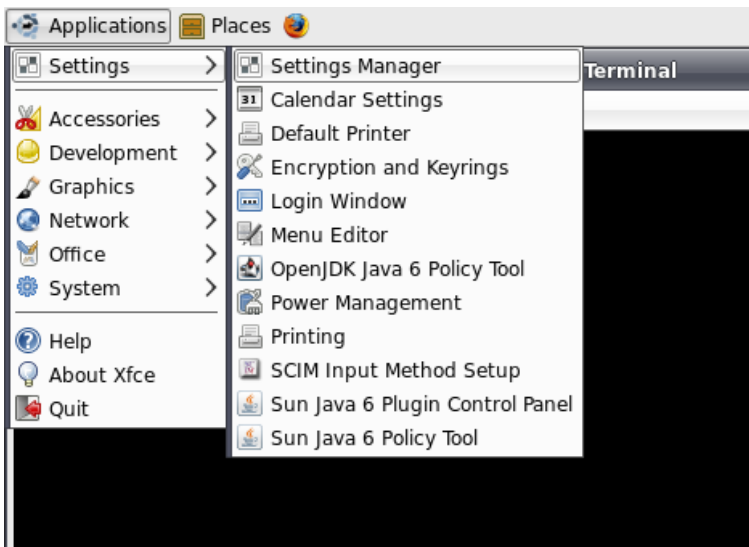 Applications Places
Settings
Accessories
Development
Graphics
Network
Office
System
Help
About Xfce
Quit
Settings Manager
31 Calendar Settings
Default Printer
Encryption and Keyrings
Login Window
Menu Editor
OpenJDK Java 6 Policy Tool
Power Management
Printing
SCIM Input Method Setup
Sun Java 6 Plugin Control Panel
Sun Java 6 Policy Tool
Terminal